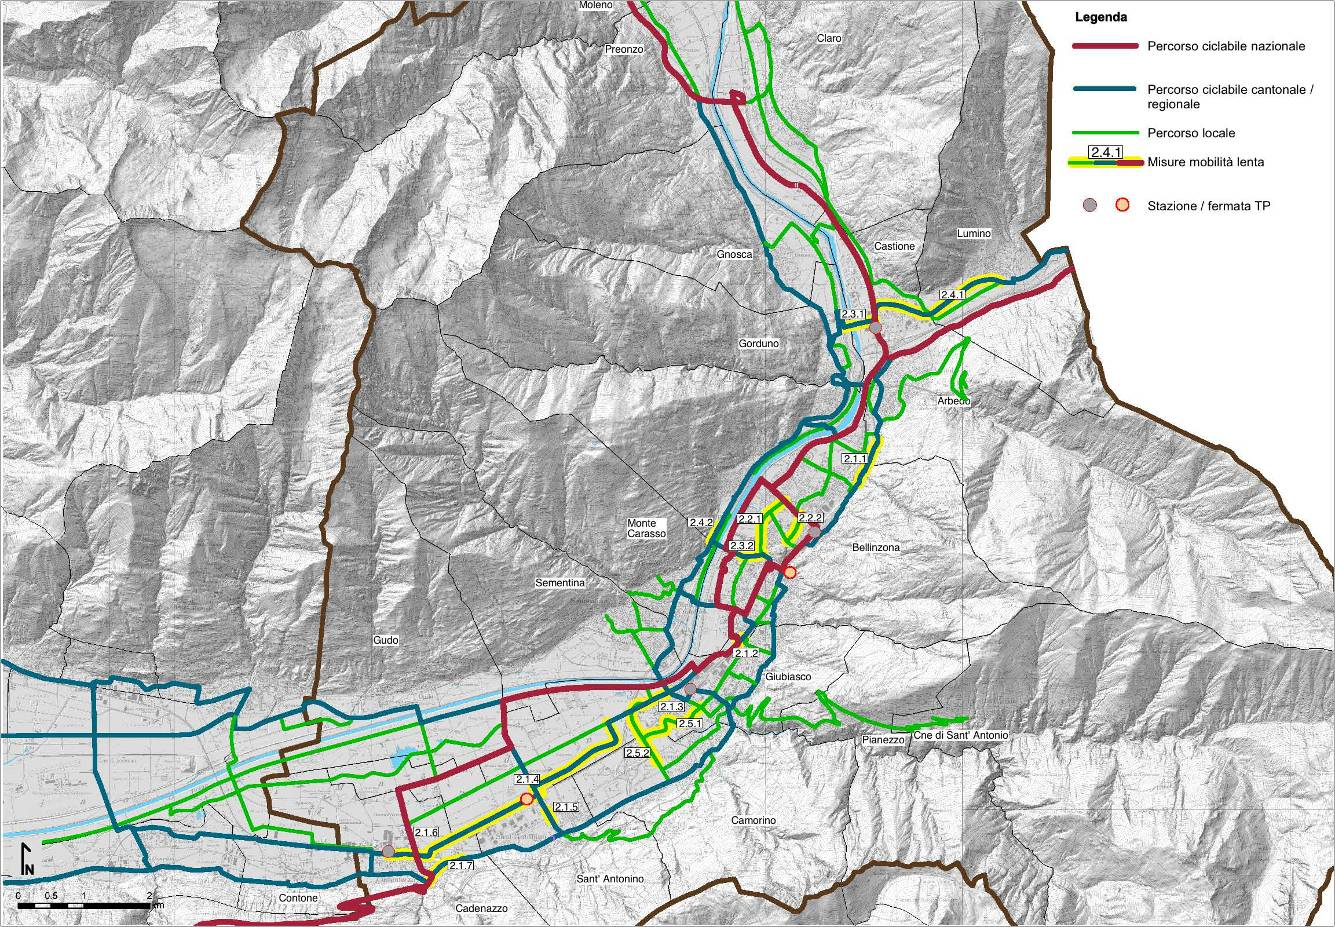 Moleno
Legenda
Claro
Percorso ciclabile nazionale
Preonzo
Percorso ciclabile cantonale /
regionale
Percorso locale
2.4.1
Misure mobilità lenta
Stazione / fermata TP
Lumino
Castione
Gnosca
2.4.1
2.3.1
Gorduno
Arbedo
2.1.1
Monte
Carasso
2.4.2
2.2.1
2.2.2
2.3.2
Bellinzona
Sementina
Gudo
2.1.2
Giubiasco
2.1.3
2.5.1
Pianezzo
Cne di Sant' Antonio
2.5.2
2.1.4
2.1.5
Camorino
2.1.6
2.1.7
N
Sant' Antonino
0 0.5 1 2
km
Contone
Cadenazzo